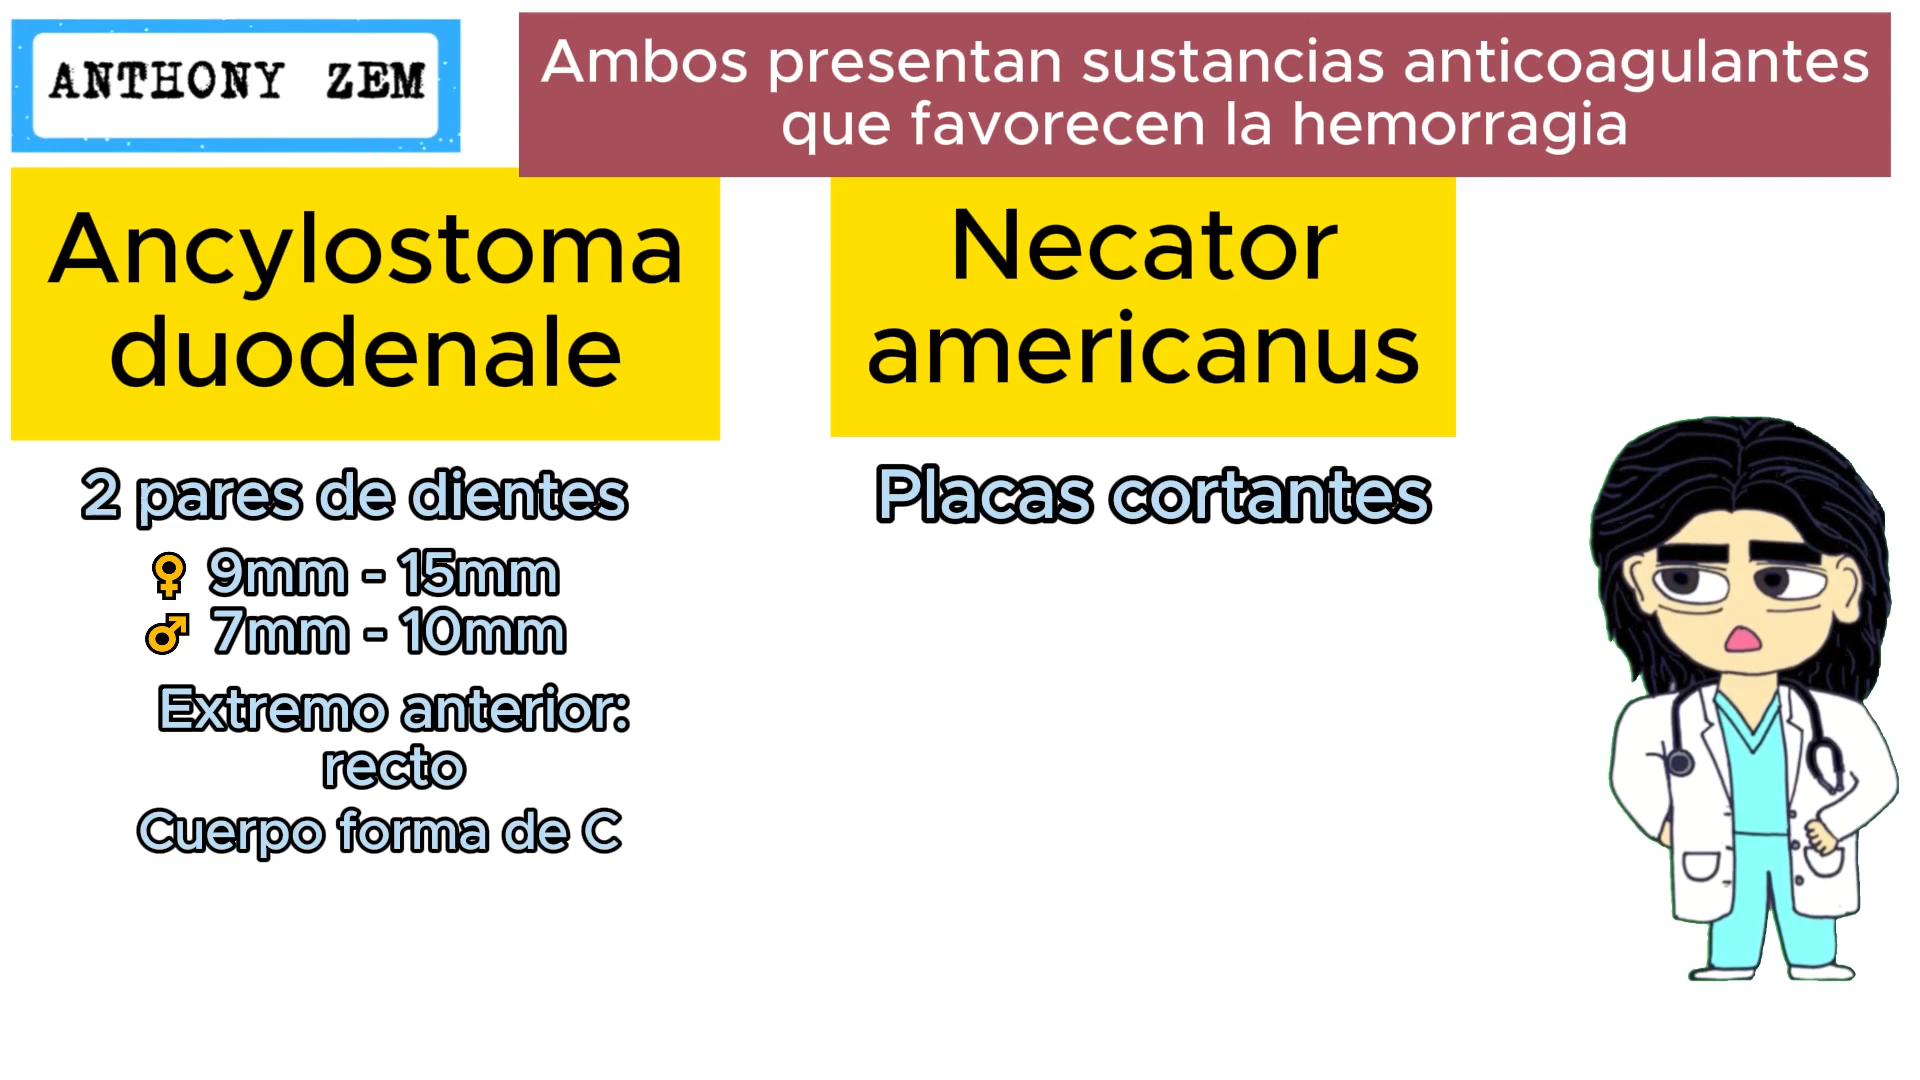 ANTHONY ZEM
Ambos presentan sustancias anticoagulantes
que favorecen la hemorragia
Ancylostoma
duodenale
2 pares de dientes
♀ 9mm - 15mm
♂ 7mm - 10mm
Extremo anterior:
recto
Cuerpo forma de C
Necator
americanus
Placas cortantes